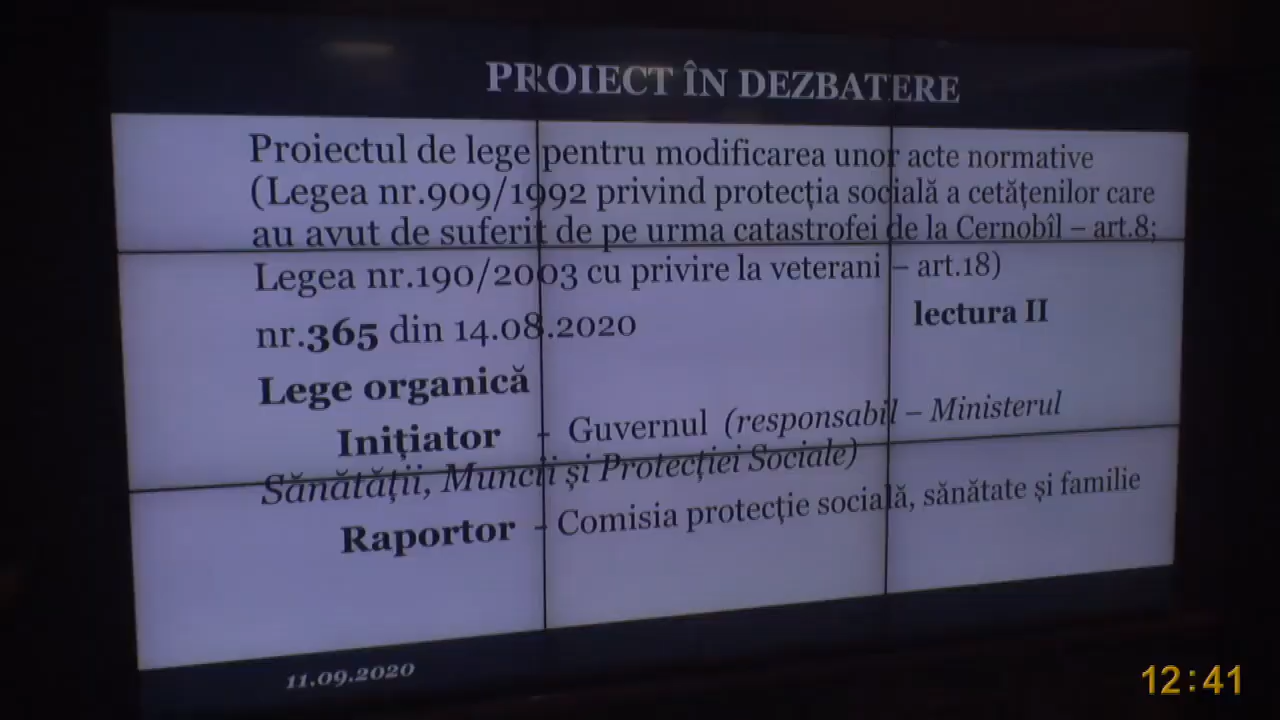 PROIECT ÎN DEZBATERE
Proiectul de lege pentru modificarea unor acte normative
(Legea nr.909/1992 privind protecția socială a cetățenilor care
au avut de suferit de pe urma catastrofei de la Cernobîl – art.8;
Legea nr.190/2003 cu privire la veterani – art.18)
nr.365 din 14.08.2020 lectura II
Lege organică
Inițiator - Guvernul (responsabil – Ministerul
Sănătății, Muncii și Protecției Sociale)
Raportor - Comisia protecție socială, sănătate și familie
11.09.2020
12:41